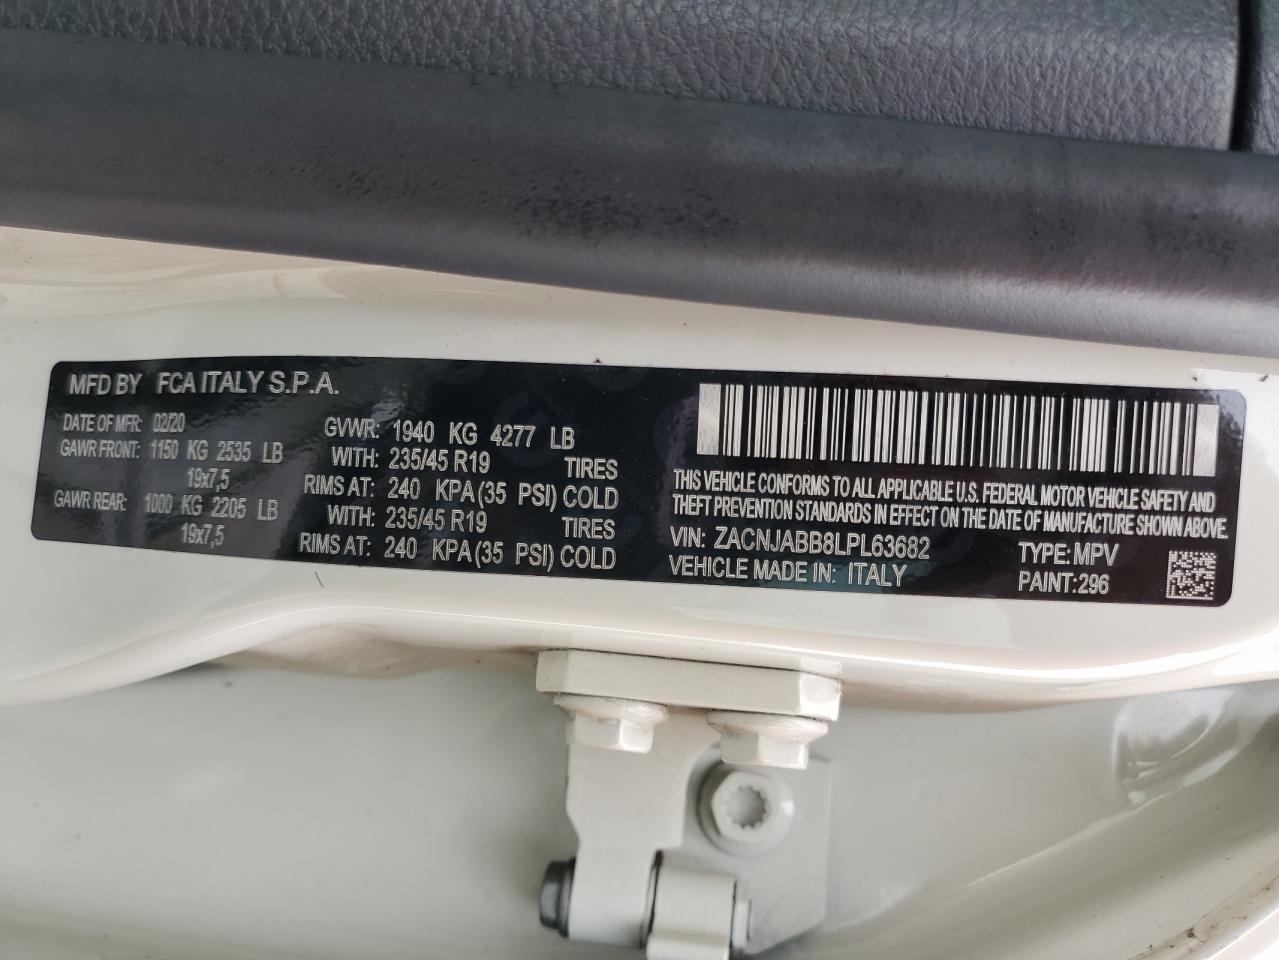 MFD BY FCA ITALY S.P.A.
DATE OF MFR: 02/20
GAWR FRONT: 1150 KG 2535 LB
19x7,5
GAWR REAR: 1000 KG 2205 LB
19x7,5
GVWR: 1940 KG 4277 LB
WITH: 235/45 R19 TIRES
RIMS AT: 240 KPA (35 PSI) COLD
WITH: 235/45 R19 TIRES
RIMS AT: 240 KPA (35 PSI) COLD
THIS VEHICLE CONFORMS TO ALL APPLICABLE U.S. FEDERAL MOTOR VEHICLE SAFETY AND
THEFT PREVENTION STANDARDS IN EFFECT ON THE DATE OF MANUFACTURE SHOWN ABOVE.
VIN: ZACNJABB8LPL63682 TYPE: MPV
VEHICLE MADE IN: ITALY PAINT:296